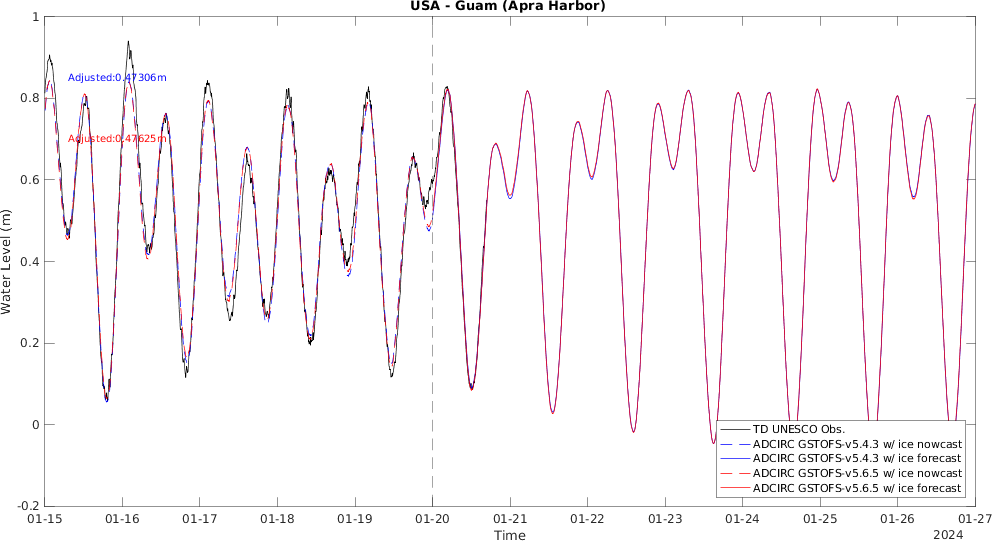 USA - Guam (Apra Harbor)
1
0.8
0.6
0.4
0.2
0
-0.2
Water Level (m)
Adjusted:0.47306m
Adjusted:0.47625m
TD UNESCO Obs.
ADCIRC GSTOFS-v5.4.3 w/ ice nowcast
ADCIRC GSTOFS-v5.4.3 w/ ice forecast
ADCIRC GSTOFS-v5.6.5 w/ ice nowcast
ADCIRC GSTOFS-v5.6.5 w/ ice forecast
01-15 01-16 01-17 01-18 01-19 01-20 01-21 01-22 01-23 01-24 01-25 01-26 01-27
Time
2024